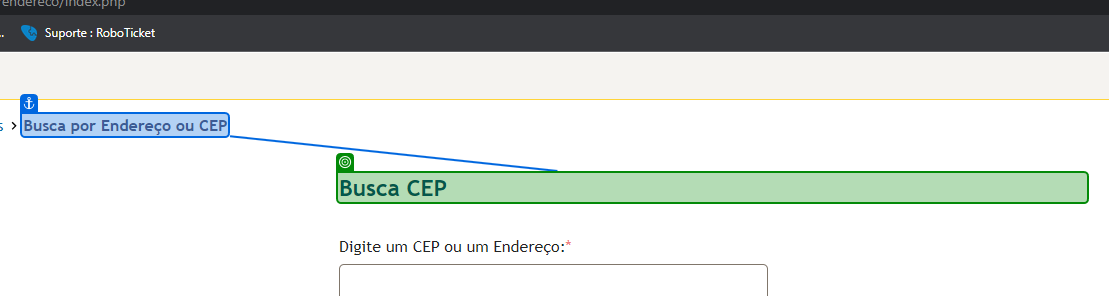 endereco/index.php
.. Suporte : RoboTicket
s > Busca por Endereço ou CEP
Busca CEP
Digite um CEP ou um Endereço:*